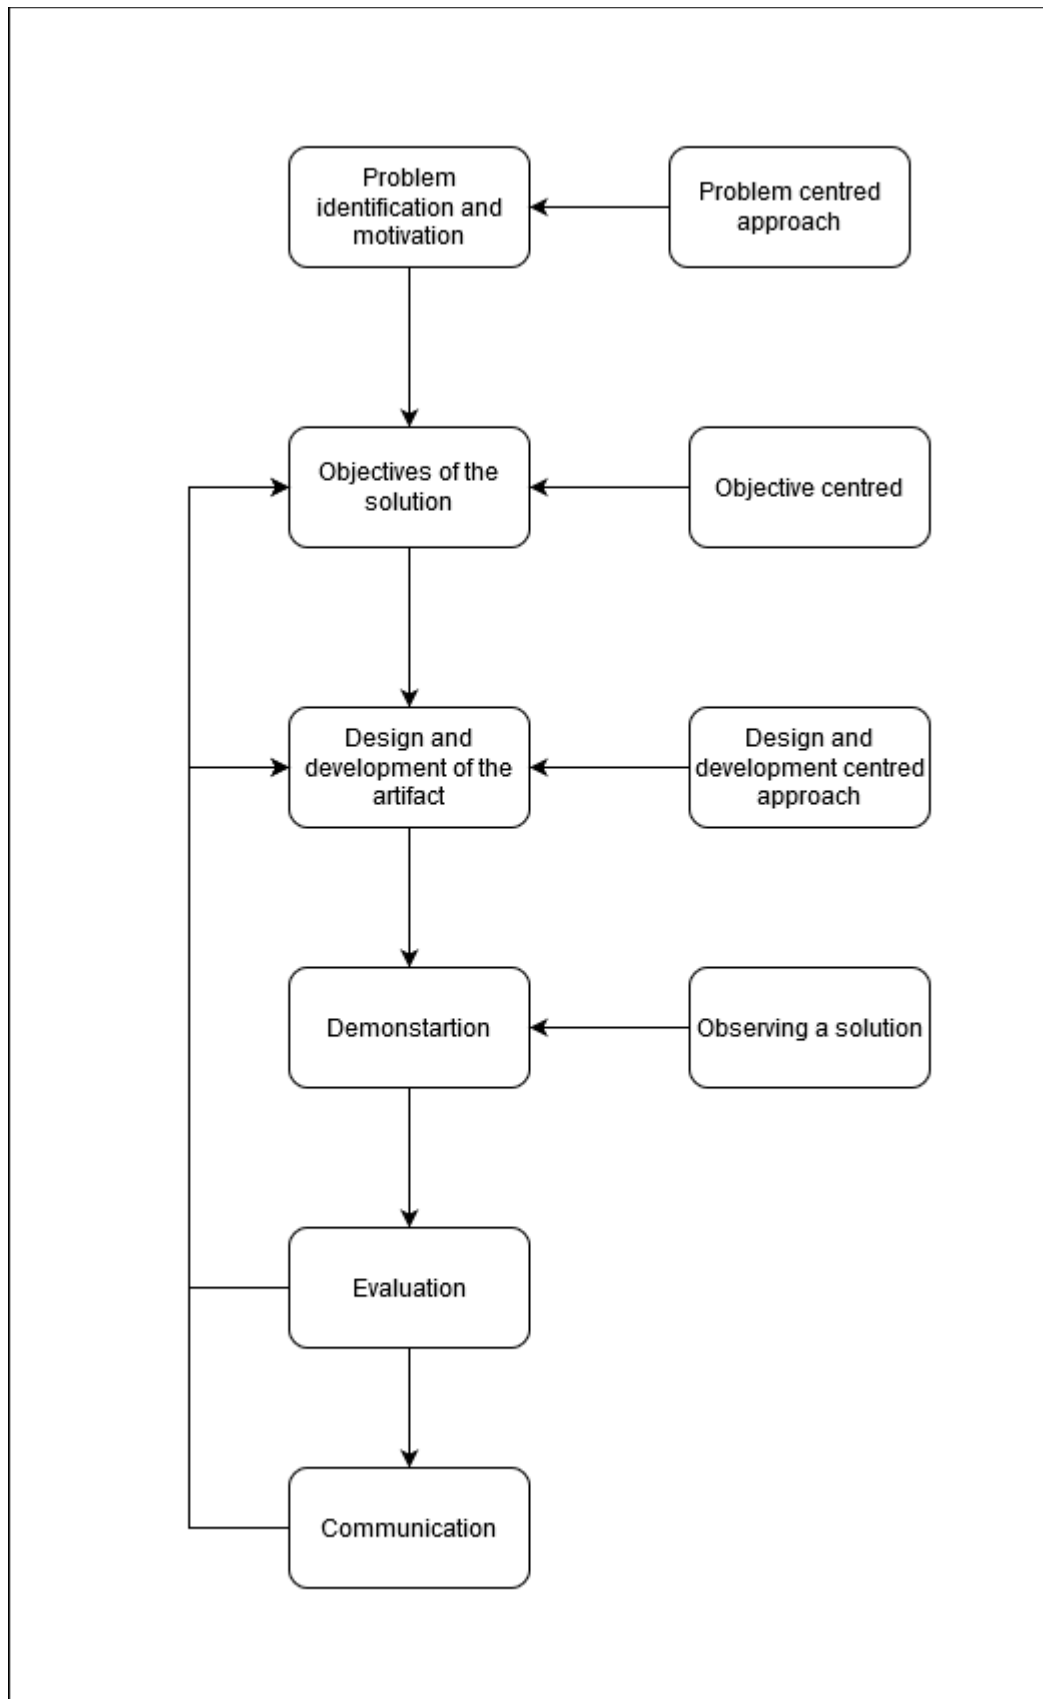 Problem
identification and
motivation
Problem centred
approach
Objectives of the
solution
Objective centred
Design and
development of the
artifact
Design and
development centred
approach
Demonstartion
Observing a solution
Evaluation
Communication